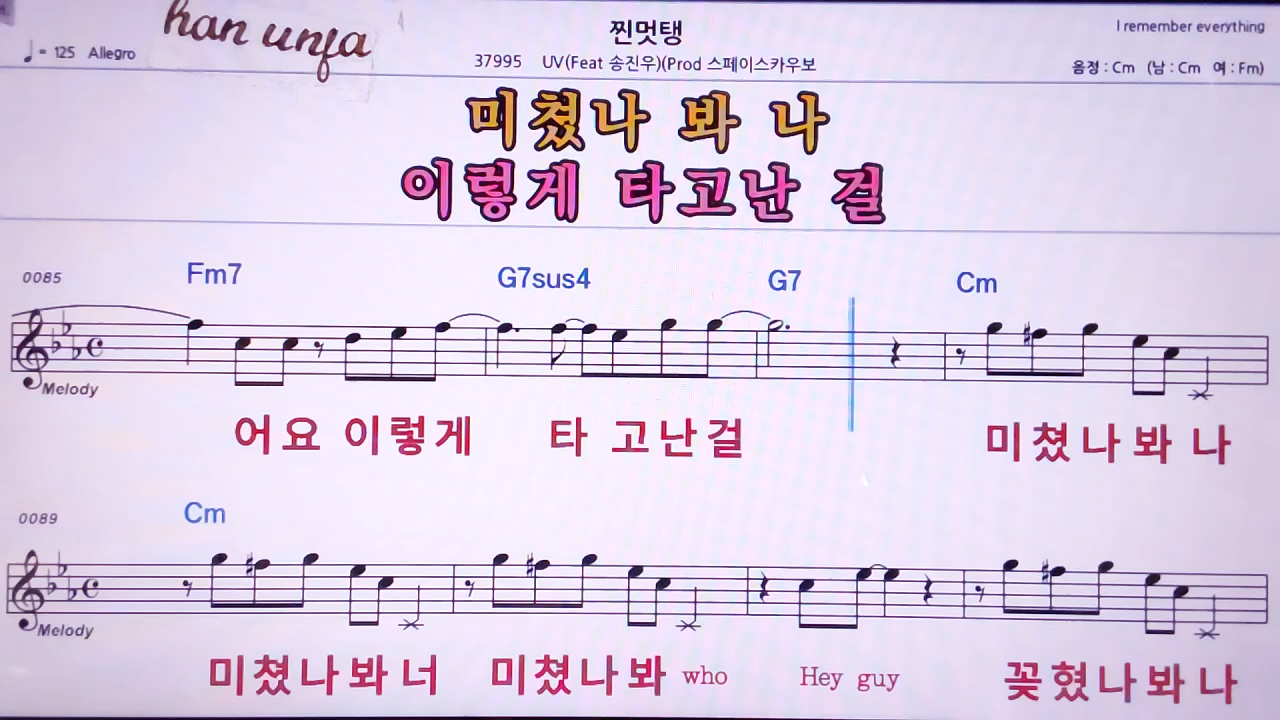 han unja
찐멋탱
I remember everything
♩= 125 Allegro
37995 UV(Feat 송진우)(Prod 스페이스카우보
음정 : Cm (남 : Cm 여 : Fm)
미쳤나 봐 나
이렇게 타고난 걸
0085 Fm7 G7sus4 G7 Cm
Melody
어요 이렇게 타 고난걸 미쳤나봐 나
0089 Cm
Melody
미쳤나봐 너 미쳤나봐 who Hey guy 꽂혔나봐 나